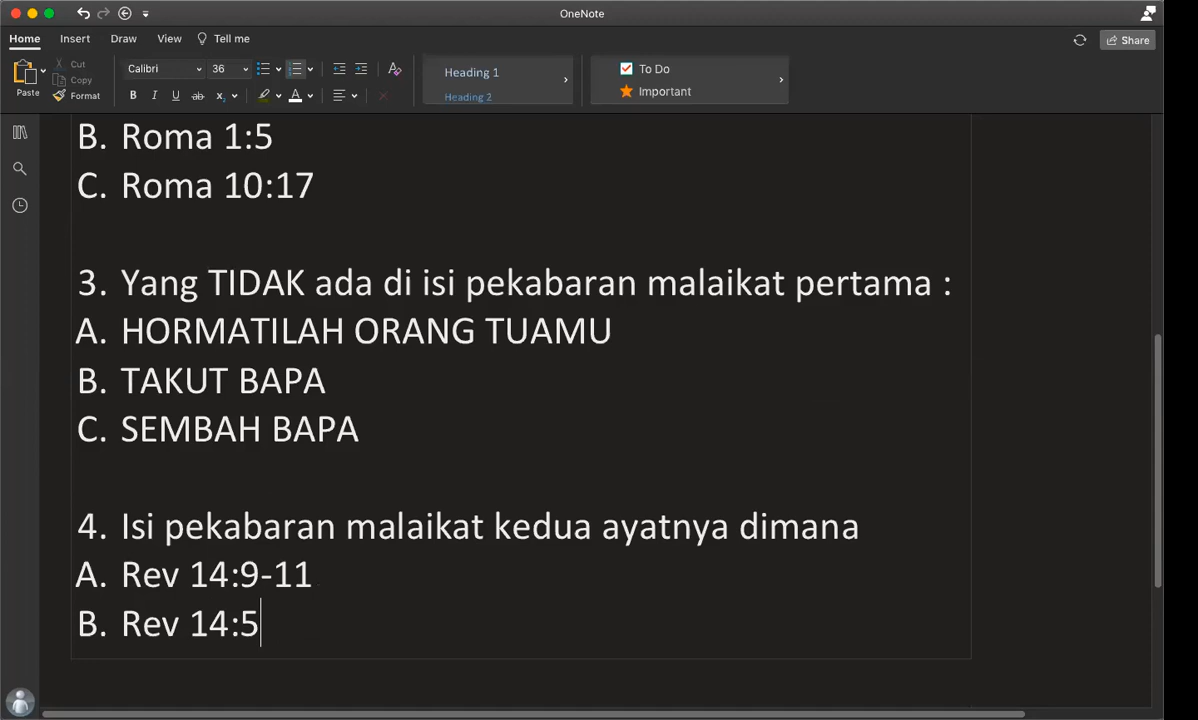 OneNote
Home Insert Draw View Tell me
Share
Paste
Cut
Copy
Format
Calibri 36
B I U ab x₂ A
Heading 1
Heading 2
To Do
Important
B. Roma 1:5
C. Roma 10:17
3. Yang TIDAK ada di isi pekabaran malaikat pertama :
A. HORMATILAH ORANG TUAMU
B. TAKUT BAPA
C. SEMBAH BAPA
4. Isi pekabaran malaikat kedua ayatnya dimana
A. Rev 14:9-11
B. Rev 14:5